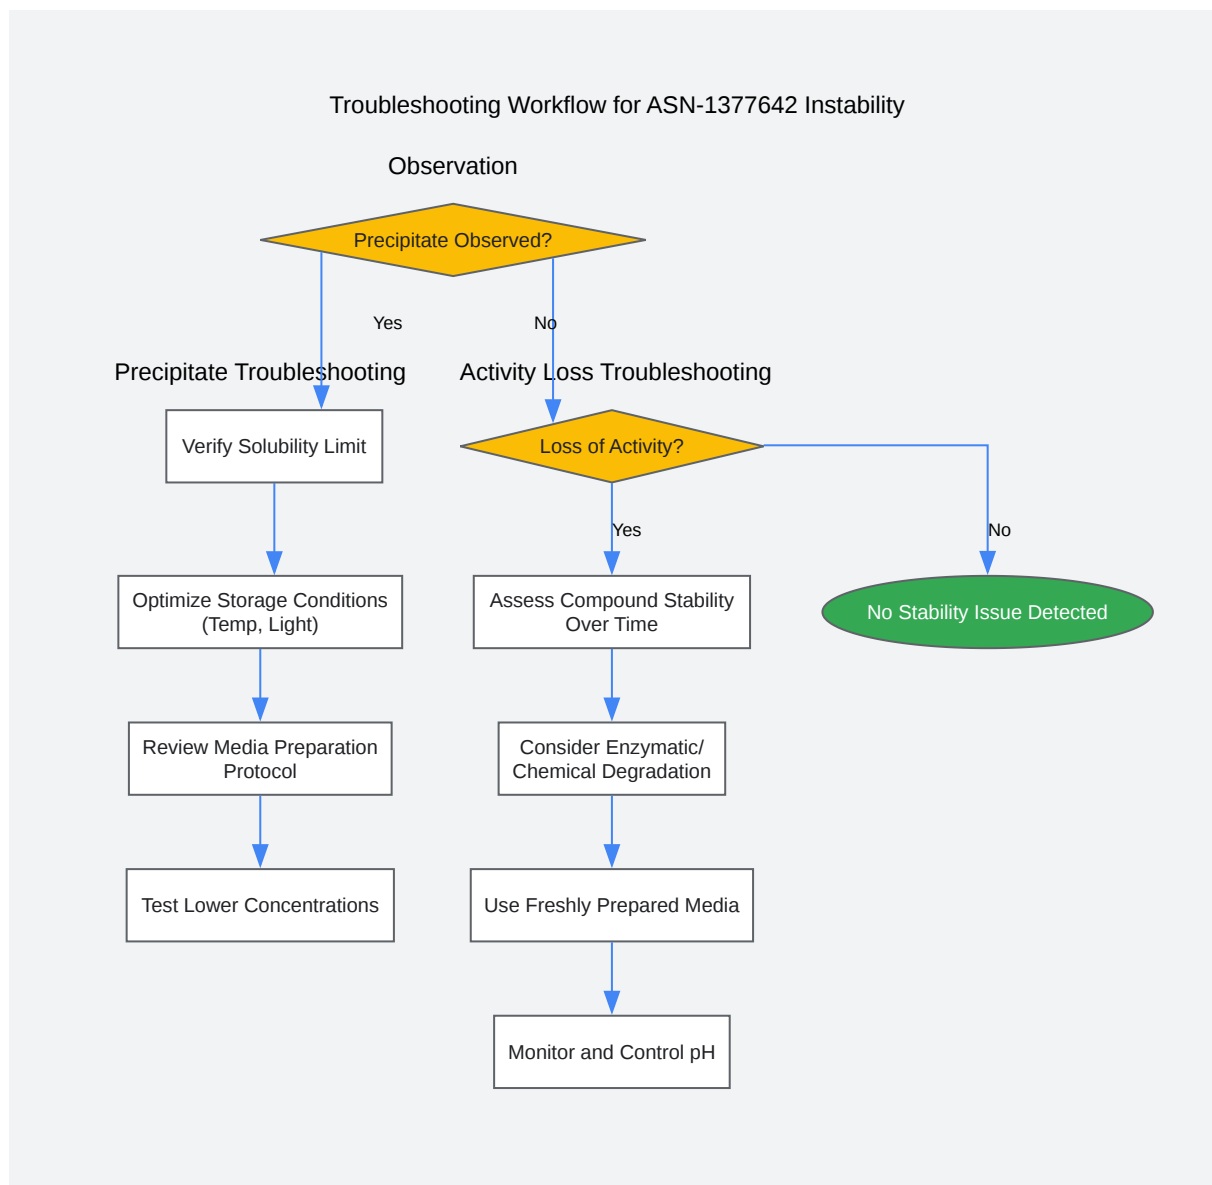 Troubleshooting Workflow for ASN-1377642 Instability
Observation
Precipitate Observed?
Yes
No
Precipitate Troubleshooting
Activity Loss Troubleshooting
Verify Solubility Limit
Loss of Activity?
Yes
No
Optimize Storage Conditions
(Temp, Light)
Assess Compound Stability
Over Time
No Stability Issue Detected
Review Media Preparation
Protocol
Consider Enzymatic/
Chemical Degradation
Test Lower Concentrations
Use Freshly Prepared Media
Monitor and Control pH